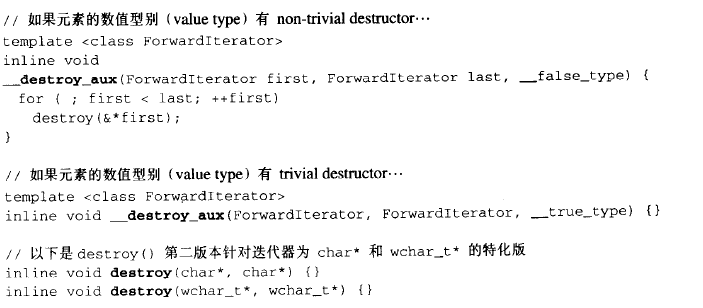 // 如果元素的数值型别（value type）有 non-trivial destructor…
template <class ForwardIterator>
inline void
__destroy_aux(ForwardIterator first, ForwardIterator last, __false_type) {
  for ( ; first < last; ++first)
    destroy(&*first);
}
// 如果元素的数值型别（value type）有 trivial destructor…
template <class ForwardIterator>
inline void __destroy_aux(ForwardIterator, ForwardIterator, __true_type) {}
// 以下是 destroy() 第二版本针对迭代器为 char* 和 wchar_t* 的特化版
inline void destroy(char*, char*) {}
inline void destroy(wchar_t*, wchar_t*) {}